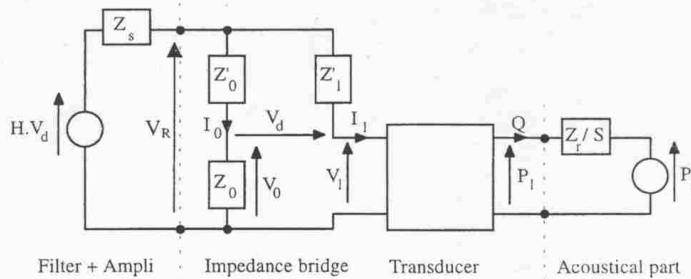 Z_s
H.V_d
V_R
Z'_0
Z'_1
I_0
V_d
I_1
Z_0
V_0
V_1
Q
P_1
Z_r / S
P
Filter + Ampli
Impedance bridge
Transducer
Acoustical part